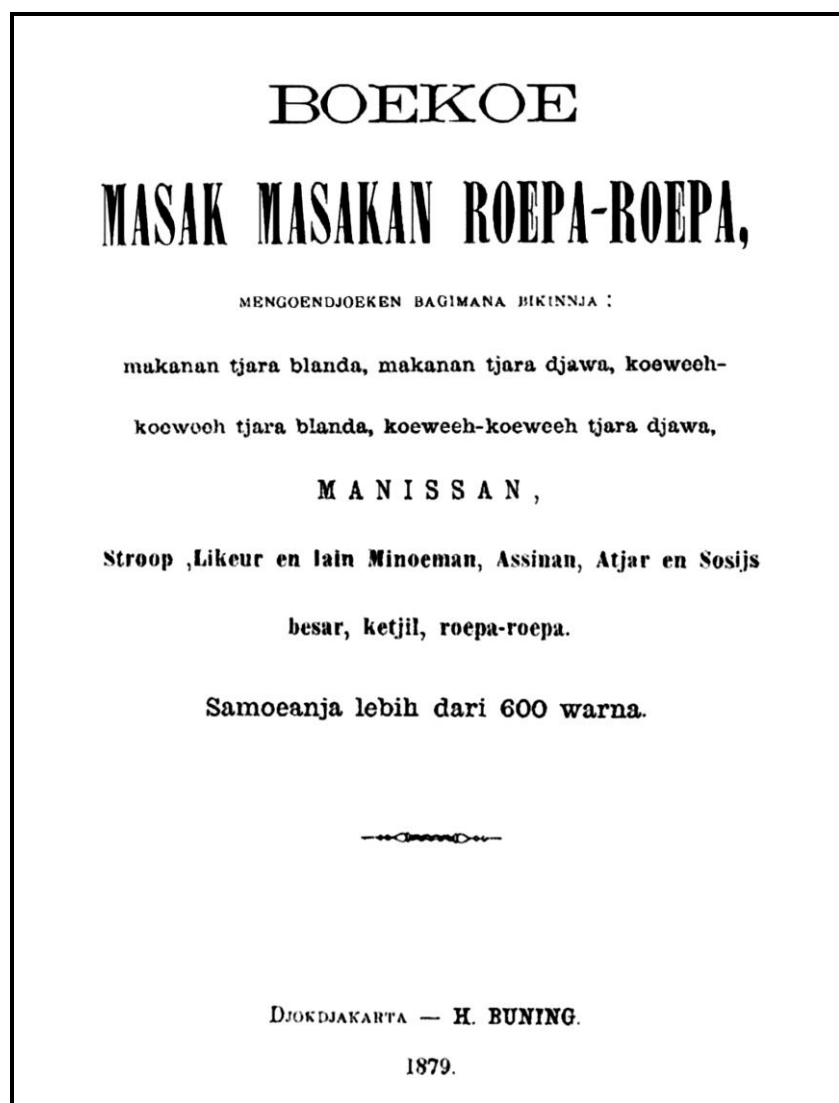 BOEKOE
MASAK MASAKAN ROEPA-ROEPA,
MENGOENDJOEKEN BAGIMANA BIKINNJA :
makanan tjara blanda, makanan tjara djawa, koeweeh-
koeweeh tjara blanda, koeweeh-koeweeh tjara djawa,
MANISSAN,
Stroop ,Likeur en lain Minoeman, Assinan, Atjar en Sosijs
besar, ketjil, roepa-roepa.
Samoeanja lebih dari 600 warna.
DJOKDJAKARTA — H. BUNING.
1879.